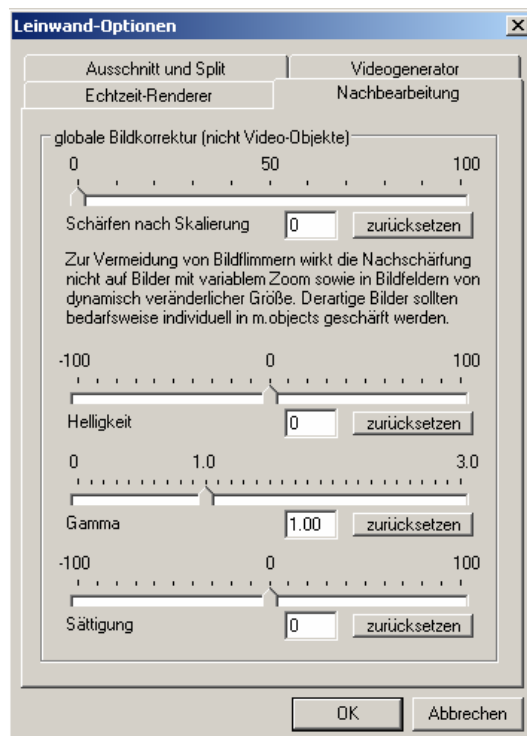 Leinwand-Optionen
Ausschnitt und Split Videogenerator
Echtzeit-Renderer Nachbearbeitung
globale Bildkorrektur (nicht Video-Objekte)
0 50 100
Schärfen nach Skalierung 0 zurücksetzen
Zur Vermeidung von Bildflimmern wirkt die Nachschärfung
nicht auf Bilder mit variablem Zoom sowie in Bildfeldern von
dynamisch veränderlicher Größe. Derartige Bilder sollten
bedarfsweise individuell in m.objects geschärft werden.
-100 0 100
Helligkeit 0 zurücksetzen
0 1.0 3.0
Gamma 1.00 zurücksetzen
-100 0 100
Sättigung 0 zurücksetzen
OK Abbrechen